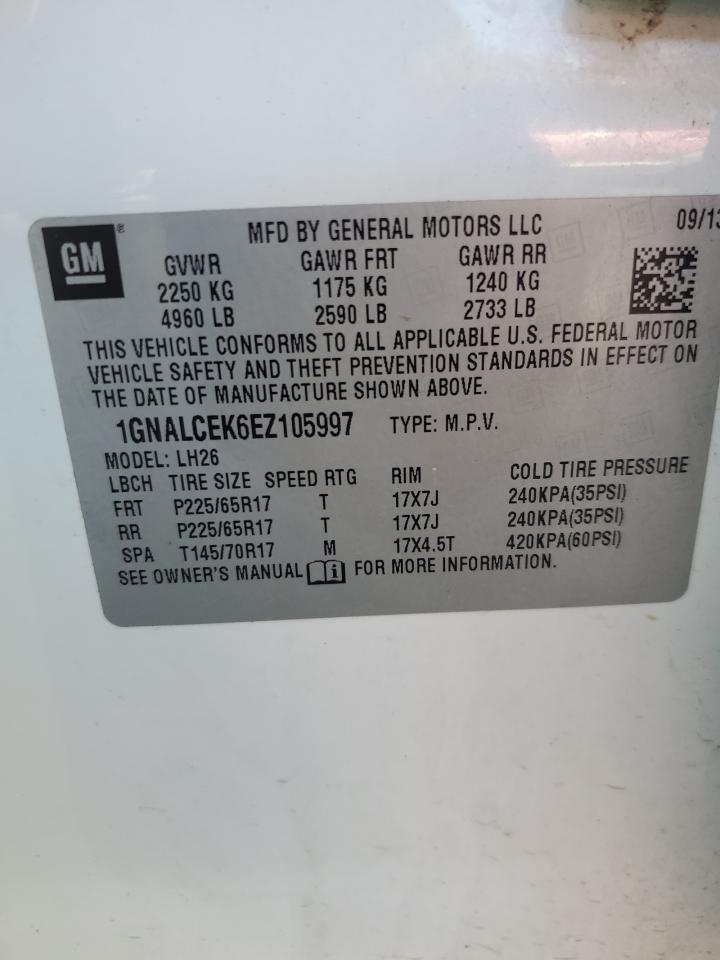 GM ®
MFD BY GENERAL MOTORS LLC 09/13
GVWR GAWR FRT GAWR RR
2250 KG 1175 KG 1240 KG
4960 LB 2590 LB 2733 LB
THIS VEHICLE CONFORMS TO ALL APPLICABLE U.S. FEDERAL MOTOR
VEHICLE SAFETY AND THEFT PREVENTION STANDARDS IN EFFECT ON
THE DATE OF MANUFACTURE SHOWN ABOVE.
1GNALCEK6EZ105997 TYPE: M.P.V.
MODEL: LH26
LBCH TIRE SIZE SPEED RTG RIM COLD TIRE PRESSURE
FRT P225/65R17 T 17X7J 240KPA(35PSI)
RR P225/65R17 T 17X7J 240KPA(35PSI)
SPA T145/70R17 M 17X4.5T 420KPA(60PSI)
SEE OWNER'S MANUAL i FOR MORE INFORMATION.